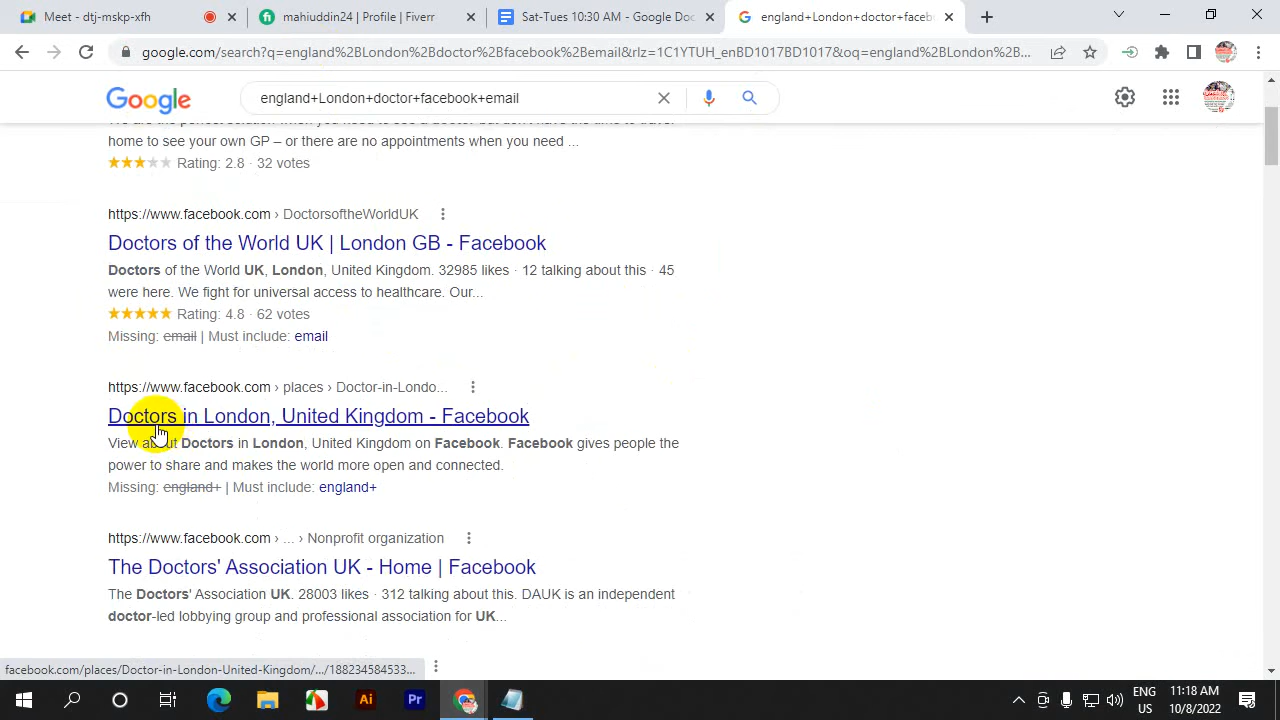 Meet - dtj-mskp-xfh
mahiuddin24 | Profile | Fiverr
Sat-Tues 10:30 AM - Google Doc
england+London+doctor+faceb
google.com/search?q=england%2BLondon%2Bdoctor%2Bfacebook%2Bemail&rlz=1C1YTUH_enBD1017BD1017&oq=england%2BLondon%2B...
Google
england+London+doctor+facebook+email
home to see your own GP – or there are no appointments when you need ...
Rating: 2.8 · 32 votes
https://www.facebook.com › DoctorsoftheWorldUK
Doctors of the World UK | London GB - Facebook
Doctors of the World UK, London, United Kingdom. 32985 likes · 12 talking about this · 45
were here. We fight for universal access to healthcare. Our...
Rating: 4.8 · 62 votes
Missing: email | Must include: email
https://www.facebook.com › places › Doctor-in-Londo...
Doctors in London, United Kingdom - Facebook
View about Doctors in London, United Kingdom on Facebook. Facebook gives people the
power to share and makes the world more open and connected.
Missing: england+ | Must include: england+
https://www.facebook.com › ... › Nonprofit organization
The Doctors' Association UK - Home | Facebook
The Doctors' Association UK. 28003 likes · 312 talking about this. DAUK is an independent
doctor-led lobbying group and professional association for UK...
facebook.com/places/Doctor-in-London-United-Kingdom/.../188234584533...
Ai
Pr
ENG
US
11:18 AM
10/8/2022